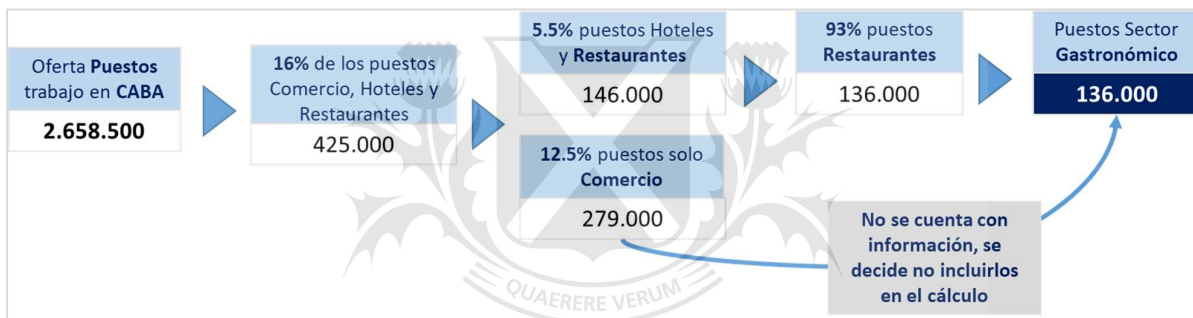 Oferta Puestos
trabajo en CABA
2.658.500
16% de los puestos
Comercio, Hoteles y
Restaurantes
425.000
5.5% puestos Hoteles
y Restaurantes
146.000
12.5% puestos solo
Comercio
279.000
93% puestos
Restaurantes
136.000
Puestos Sector
Gastronómico
136.000
No se cuenta con
información, se
decide no incluirlos
en el cálculo
QUAERERE VERUM